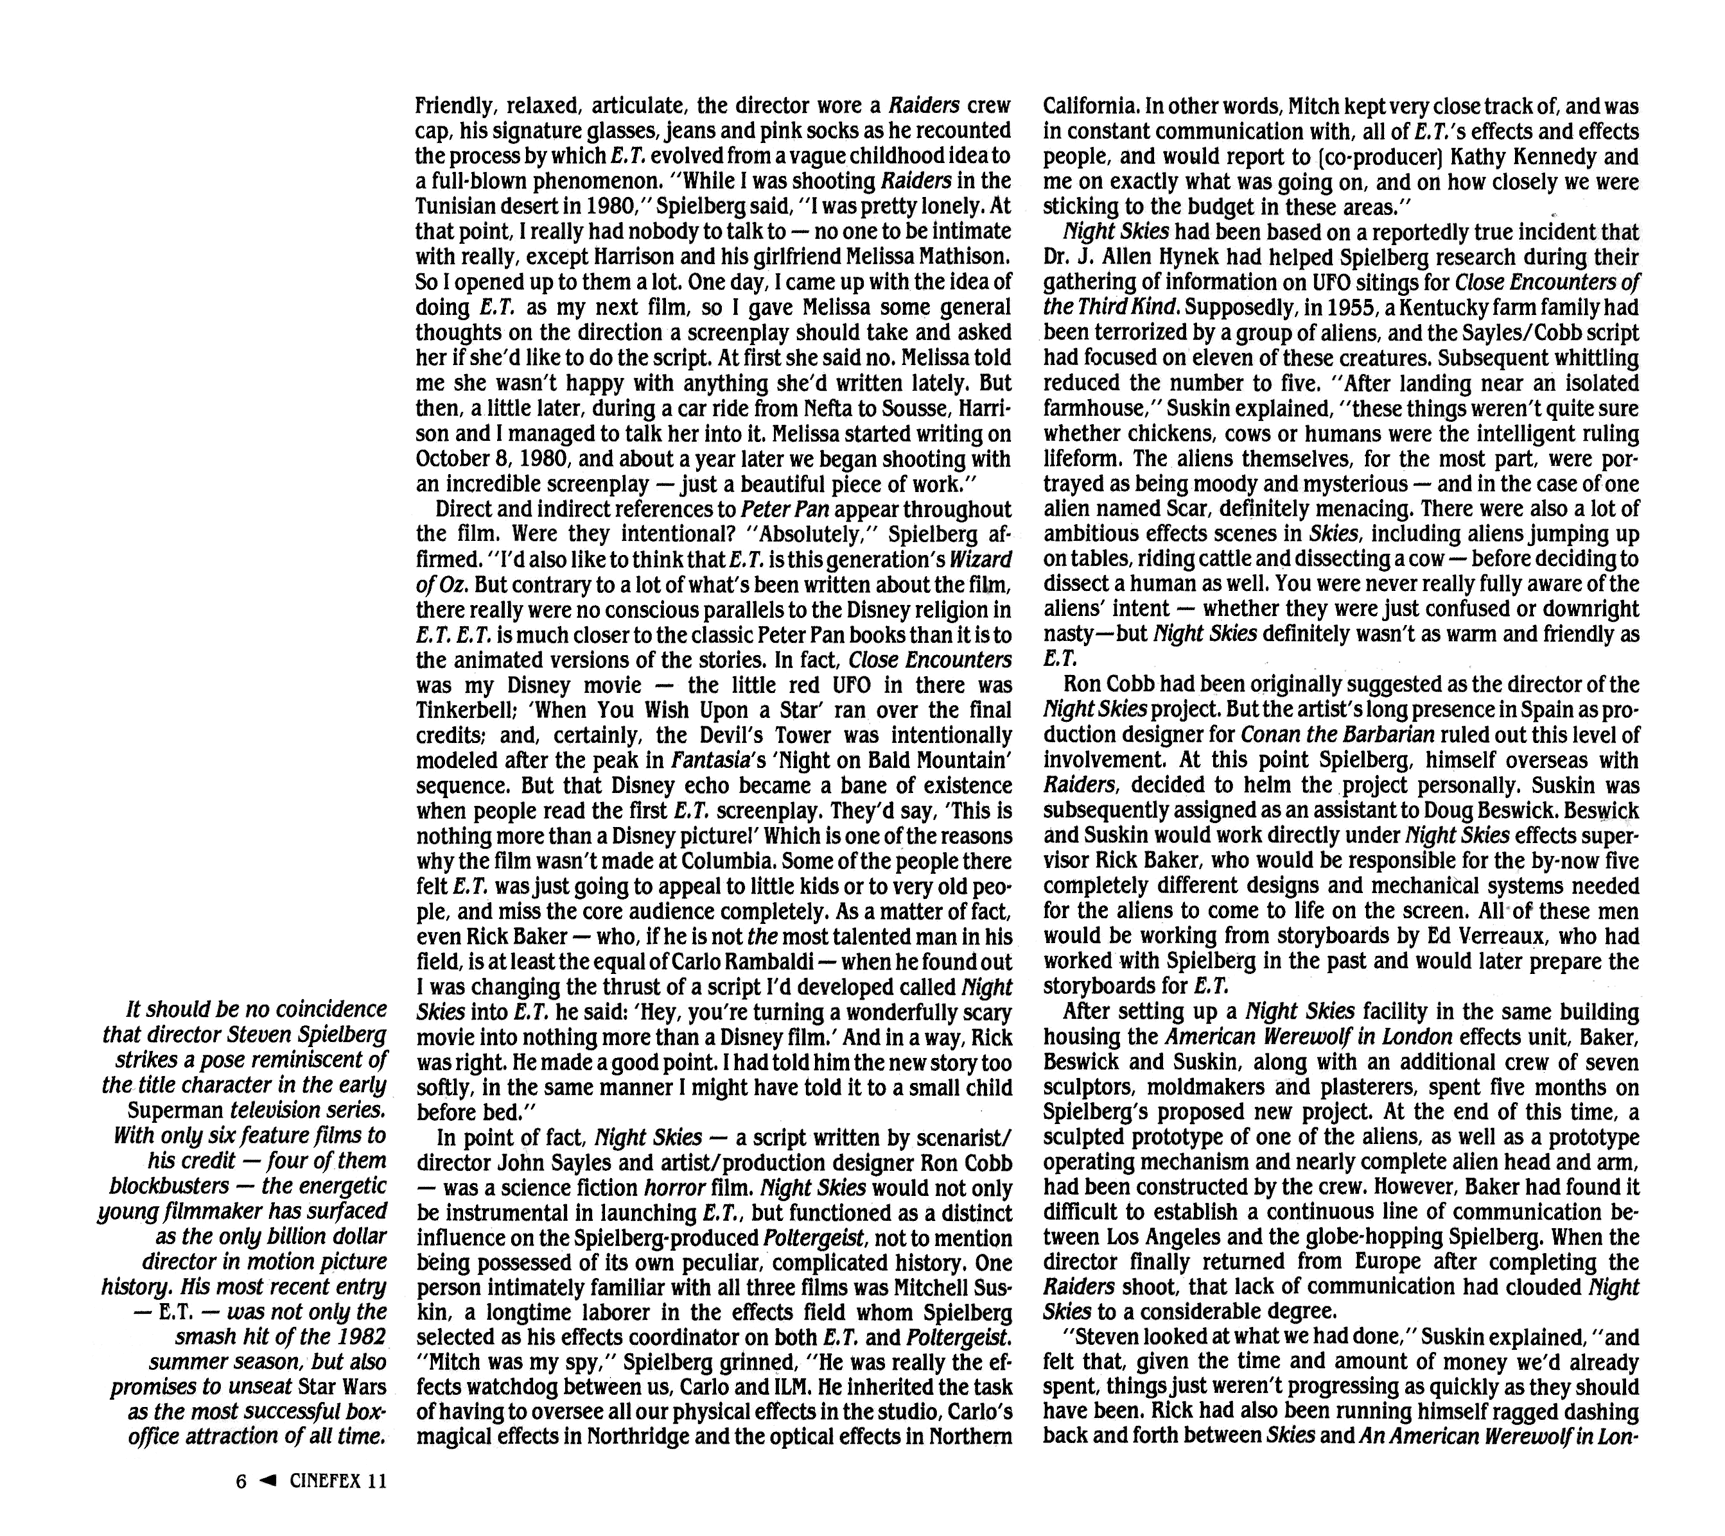 Friendly, relaxed, articulate, the director wore a Raiders crew
cap, his signature glasses, jeans and pink socks as he recounted
the process by which E.T. evolved from a vague childhood idea to
a full-blown phenomenon. "While I was shooting Raiders in the
Tunisian desert in 1980," Spielberg said, "I was pretty lonely. At
that point, I really had nobody to talk to — no one to be intimate
with really, except Harrison and his girlfriend Melissa Mathison.
So I opened up to them a lot. One day, I came up with the idea of
doing E.T. as my next film, so I gave Melissa some general
thoughts on the direction a screenplay should take and asked
her if she'd like to do the script. At first she said no. Melissa told
me she wasn't happy with anything she'd written lately. But
then, a little later, during a car ride from Nefta to Sousse, Harri-
son and I managed to talk her into it. Melissa started writing on
October 8, 1980, and about a year later we began shooting with
an incredible screenplay — just a beautiful piece of work."
Direct and indirect references to Peter Pan appear throughout
the film. Were they intentional? "Absolutely," Spielberg af-
firmed. "I'd also like to think that E.T. is this generation's Wizard
of Oz. But contrary to a lot of what's been written about the film,
there really were no conscious parallels to the Disney religion in
E.T. E.T. is much closer to the classic Peter Pan books than it is to
the animated versions of the stories. In fact, Close Encounters
was my Disney movie — the little red UFO in there was
Tinkerbell; 'When You Wish Upon a Star' ran over the final
credits; and, certainly, the Devil's Tower was intentionally
modeled after the peak in Fantasia's 'Night on Bald Mountain'
sequence. But that Disney echo became a bane of existence
when people read the first E.T. screenplay. They'd say, 'This is
nothing more than a Disney picture!' Which is one of the reasons
why the film wasn't made at Columbia. Some of the people there
felt E.T. was just going to appeal to little kids or to very old peo-
ple, and miss the core audience completely. As a matter of fact,
even Rick Baker — who, if he is not the most talented man in his
field, is at least the equal of Carlo Rambaldi — when he found out
I was changing the thrust of a script I'd developed called Night
Skies into E.T. he said: 'Hey, you're turning a wonderfully scary
movie into nothing more than a Disney film.' And in a way, Rick
was right. He made a good point. I had told him the new story too
softly, in the same manner I might have told it to a small child
before bed."
In point of fact, Night Skies — a script written by scenarist/
director John Sayles and artist/production designer Ron Cobb
— was a science fiction horror film. Night Skies would not only
be instrumental in launching E.T., but functioned as a distinct
influence on the Spielberg-produced Poltergeist, not to mention
being possessed of its own peculiar, complicated history. One
person intimately familiar with all three films was Mitchell Sus-
kin, a longtime laborer in the effects field whom Spielberg
selected as his effects coordinator on both E.T. and Poltergeist.
"Mitch was my spy," Spielberg grinned, "He was really the ef-
fects watchdog between us, Carlo and ILM. He inherited the task
of having to oversee all our physical effects in the studio, Carlo's
magical effects in Northridge and the optical effects in Northern
California. In other words, Mitch kept very close track of, and was
in constant communication with, all of E.T.'s effects and effects
people, and would report to (co-producer) Kathy Kennedy and
me on exactly what was going on, and on how closely we were
sticking to the budget in these areas."
Night Skies had been based on a reportedly true incident that
Dr. J. Allen Hynek had helped Spielberg research during their
gathering of information on UFO sitings for Close Encounters of
the Third Kind. Supposedly, in 1955, a Kentucky farm family had
been terrorized by a group of aliens, and the Sayles/Cobb script
had focused on eleven of these creatures. Subsequent whittling
reduced the number to five. "After landing near an isolated
farmhouse," Suskin explained, "these things weren't quite sure
whether chickens, cows or humans were the intelligent ruling
lifeform. The aliens themselves, for the most part, were por-
trayed as being moody and mysterious — and in the case of one
alien named Scar, definitely menacing. There were also a lot of
ambitious effects scenes in Skies, including aliens jumping up
on tables, riding cattle and dissecting a cow — before deciding to
dissect a human as well. You were never really fully aware of the
aliens' intent — whether they were just confused or downright
nasty—but Night Skies definitely wasn't as warm and friendly as
E.T.
Ron Cobb had been originally suggested as the director of the
Night Skies project. But the artist's long presence in Spain as pro-
duction designer for Conan the Barbarian ruled out this level of
involvement. At this point Spielberg, himself overseas with
Raiders, decided to helm the project personally. Suskin was
subsequently assigned as an assistant to Doug Beswick. Beswick
and Suskin would work directly under Night Skies effects super-
visor Rick Baker, who would be responsible for the by-now five
completely different designs and mechanical systems needed
for the aliens to come to life on the screen. All of these men
would be working from storyboards by Ed Verreaux, who had
worked with Spielberg in the past and would later prepare the
storyboards for E.T.
After setting up a Night Skies facility in the same building
housing the American Werewolf in London effects unit, Baker,
Beswick and Suskin, along with an additional crew of seven
sculptors, moldmakers and plasterers, spent five months on
Spielberg's proposed new project. At the end of this time, a
sculpted prototype of one of the aliens, as well as a prototype
operating mechanism and nearly complete alien head and arm,
had been constructed by the crew. However, Baker had found it
difficult to establish a continuous line of communication be-
tween Los Angeles and the globe-hopping Spielberg. When the
director finally returned from Europe after completing the
Raiders shoot, that lack of communication had clouded Night
Skies to a considerable degree.
"Steven looked at what we had done," Suskin explained, "and
felt that, given the time and amount of money we'd already
spent, things just weren't progressing as quickly as they should
have been. Rick had also been running himself ragged dashing
back and forth between Skies and An American Werewolf in Lon-
It should be no coincidence
that director Steven Spielberg
strikes a pose reminiscent of
the title character in the early
Superman television series.
With only six feature films to
his credit — four of them
blockbusters — the energetic
young filmmaker has surfaced
as the only billion dollar
director in motion picture
history. His most recent entry
— E.T. — was not only the
smash hit of the 1982
summer season, but also
promises to unseat Star Wars
as the most successful box-
office attraction of all time.
6 ◄ CINEFEX 11